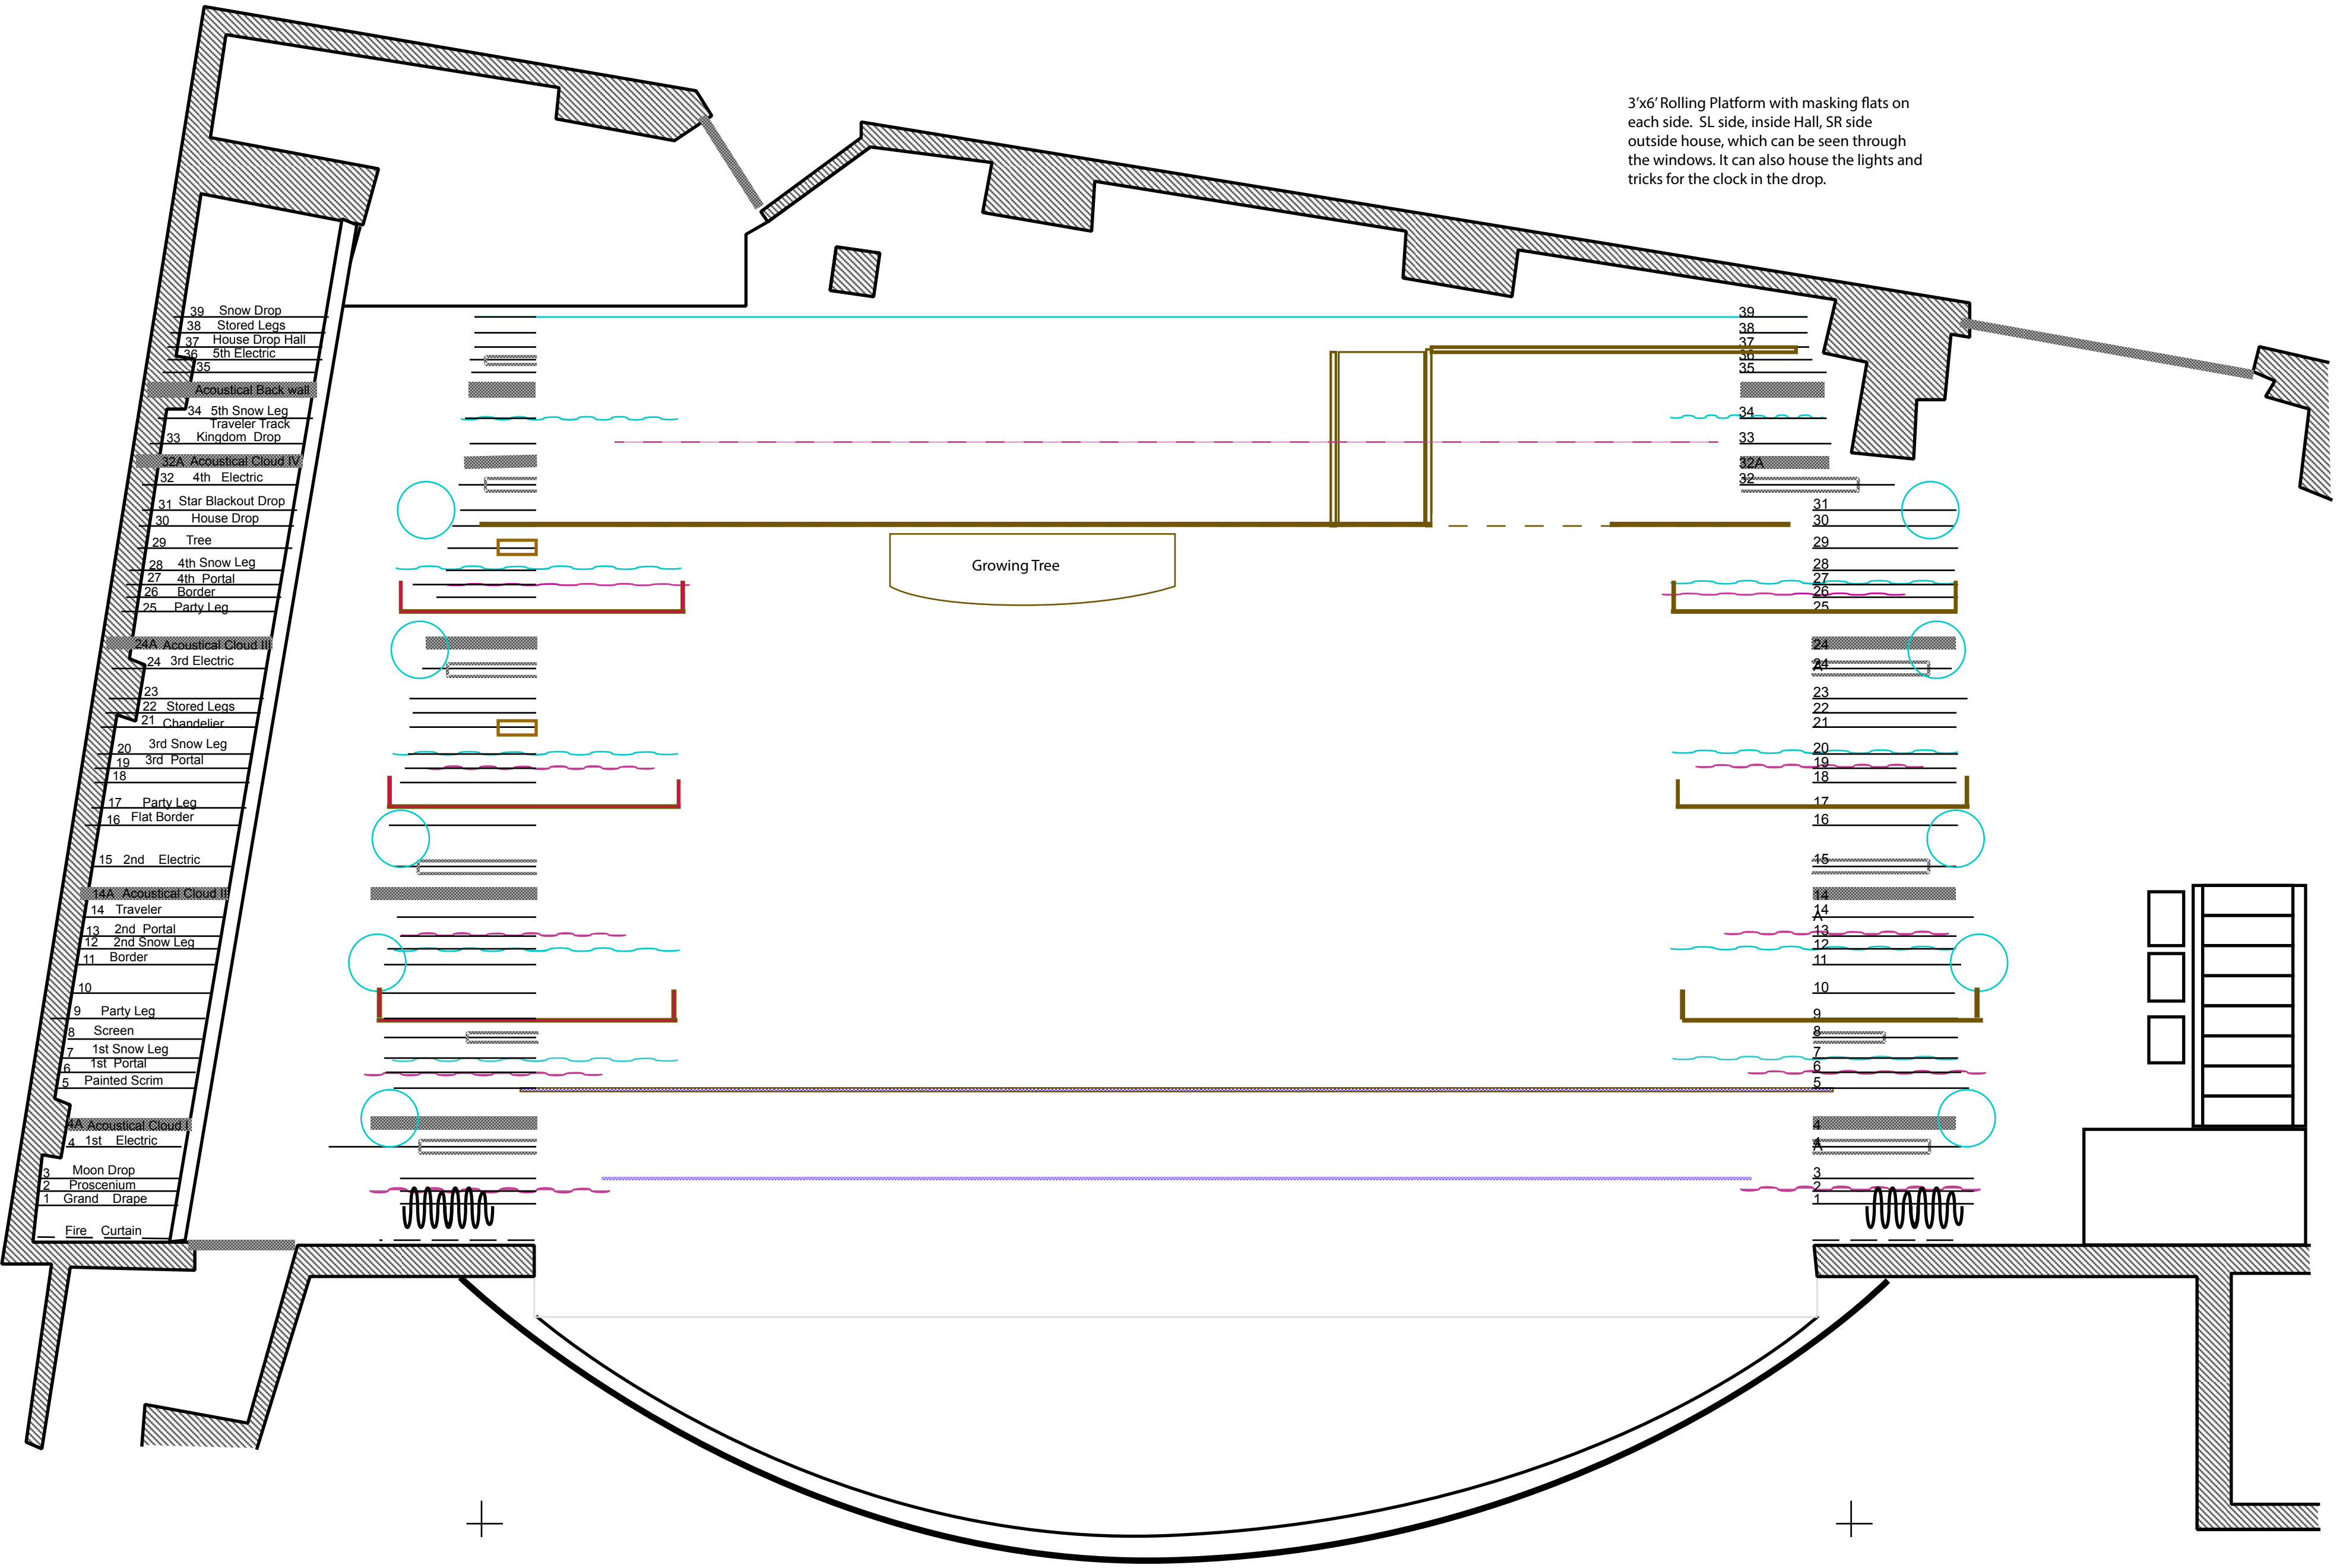 3'x6' Rolling Platform with masking flats on
each side.  SL side, inside Hall, SR side
outside house, which can be seen through
the windows. It can also house the lights and
tricks for the clock in the drop.
39 Snow Drop
38 Stored Legs
37 House Drop Hall
36 5th Electric
35
Acoustical Back wall
34 5th Snow Leg
Traveler Track
33 Kingdom Drop
32A Acoustical Cloud IV
32 4th Electric
31 Star Blackout Drop
30 House Drop
29 Tree
28 4th Snow Leg
27 4th Portal
26 Border
25 Party Leg
24A Acoustical Cloud III
24 3rd Electric
23
22 Stored Legs
21 Chandelier
20 3rd Snow Leg
19 3rd Portal
18
17 Party Leg
16 Flat Border
15 2nd Electric
14A Acoustical Cloud II
14 Traveler
13 2nd Portal
12 2nd Snow Leg
11 Border
10
9 Party Leg
8 Screen
7 1st Snow Leg
6 1st Portal
5 Painted Scrim
4A Acoustical Cloud I
4 1st Electric
3 Moon Drop
2 Proscenium
1 Grand Drape
Fire Curtain
Growing Tree
39
38
37
36
35
34
33
32A
32
31
30
29
28
27
26
25
24
24
A
23
22
21
20
19
18
17
16
15
14
14
A
13
12
11
10
9
8
7
6
5
4
4
A
3
2
1